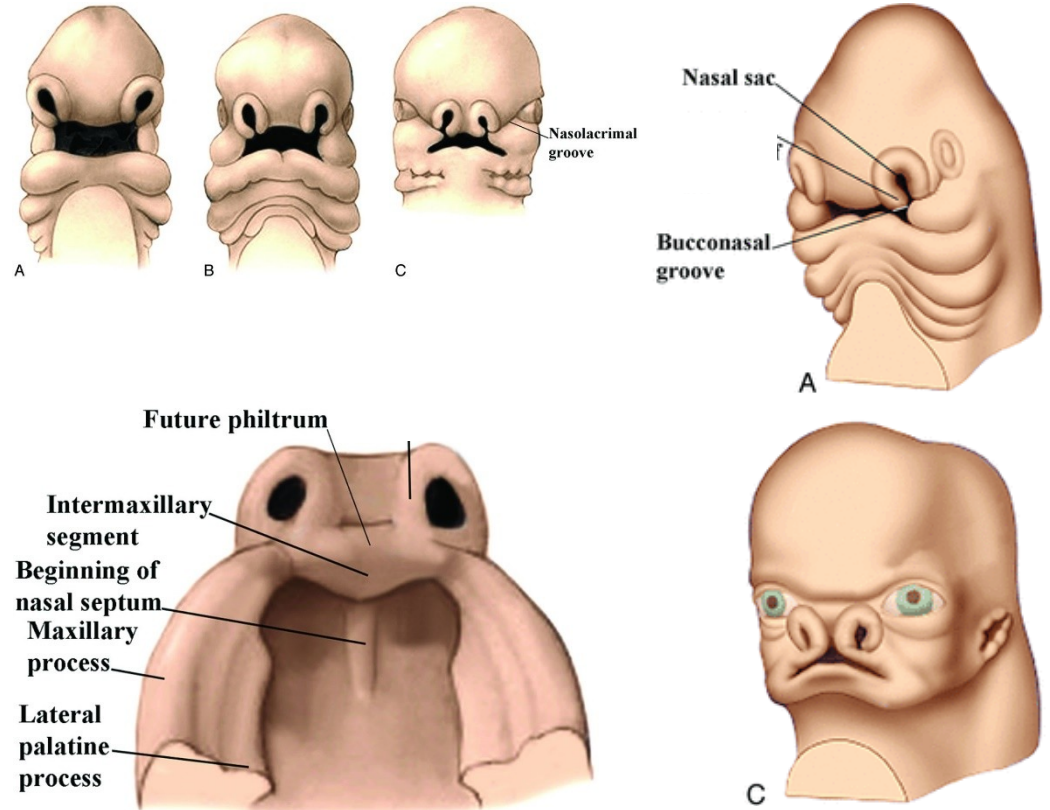 Nasal sac
Nasolacrimal
groove
Bucconasal
groove
A
B
C
A
Future philtrum
Intermaxillary
segment
Beginning of
nasal septum
Maxillary
process
Lateral
palatine
process
C